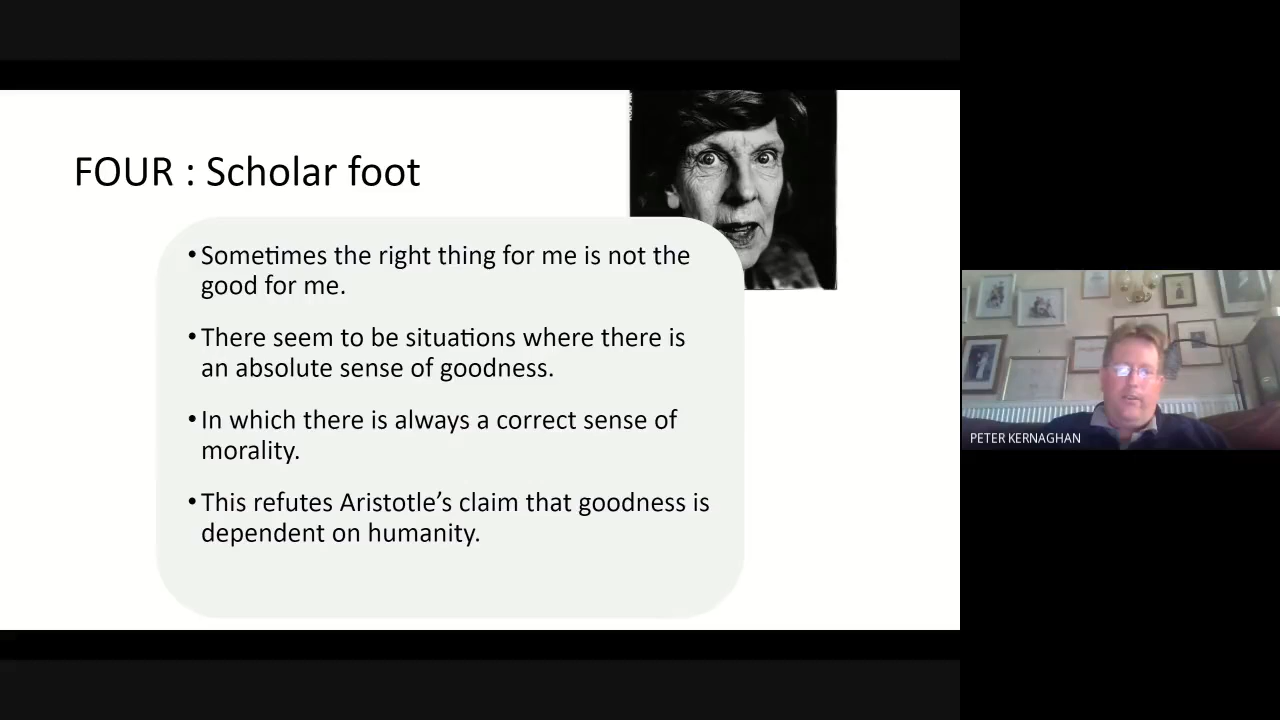 FOUR : Scholar foot
•Sometimes the right thing for me is not the
good for me.
•There seem to be situations where there is
an absolute sense of goodness.
•In which there is always a correct sense of
morality.
•This refutes Aristotle’s claim that goodness is
dependent on humanity.
PETER KERNAGHAN